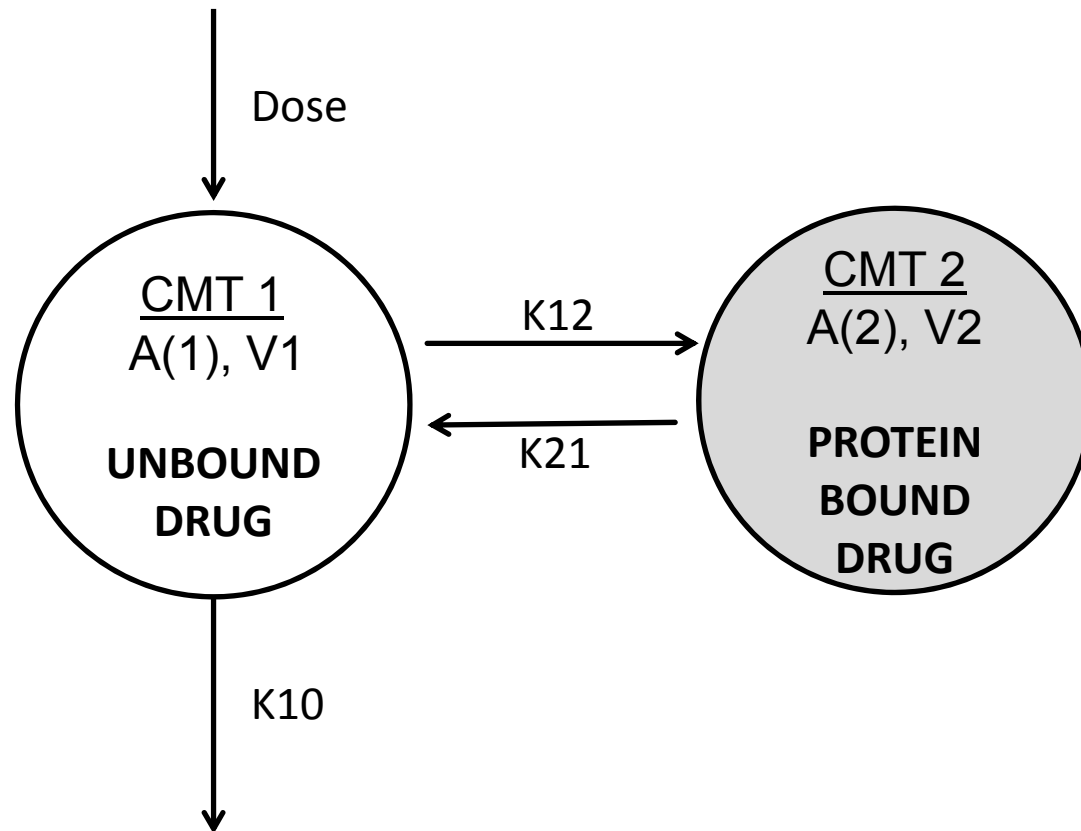 Dose
CMT 1
A(1), V1
UNBOUND
DRUG
K12
K21
CMT 2
A(2), V2
PROTEIN
BOUND
DRUG
K10